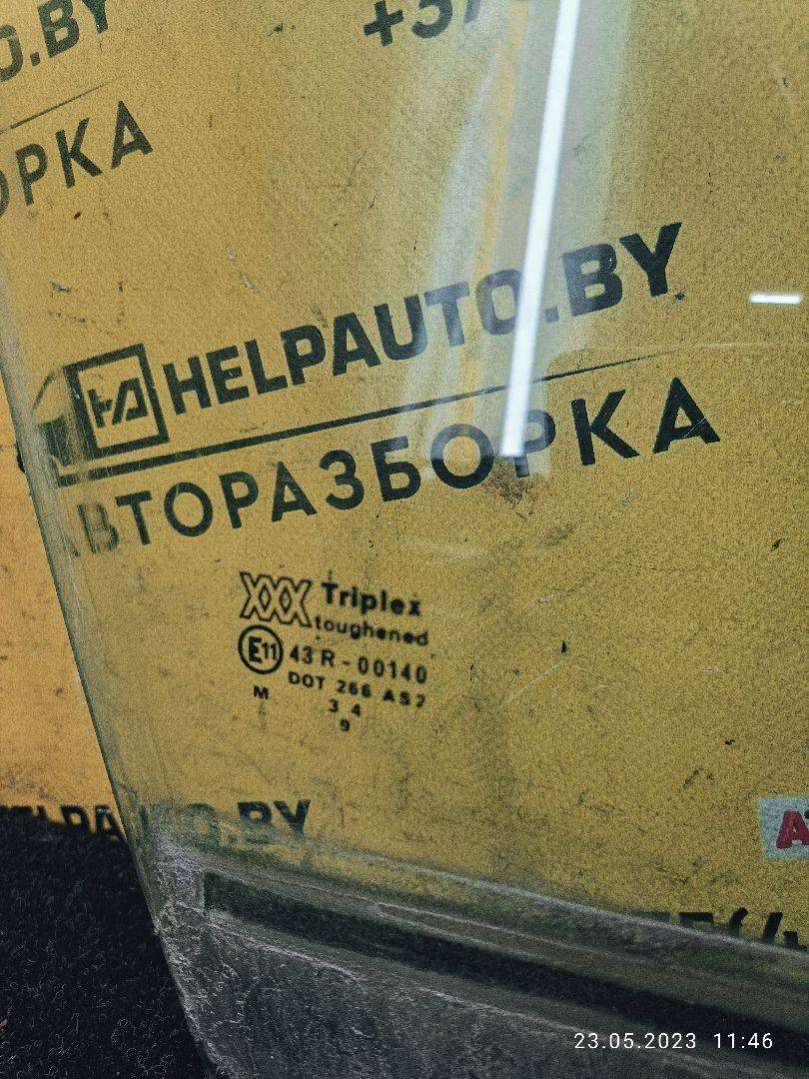 O.BY
+37
ОРКА
HELPAUTO.BY
АВТОРАЗБОРКА
XXX Triplex
toughened
E11 43 R - 00140
DOT 266 AS2
M 3 4
9
HELPAUTO.BY
23.05.2023 11:46